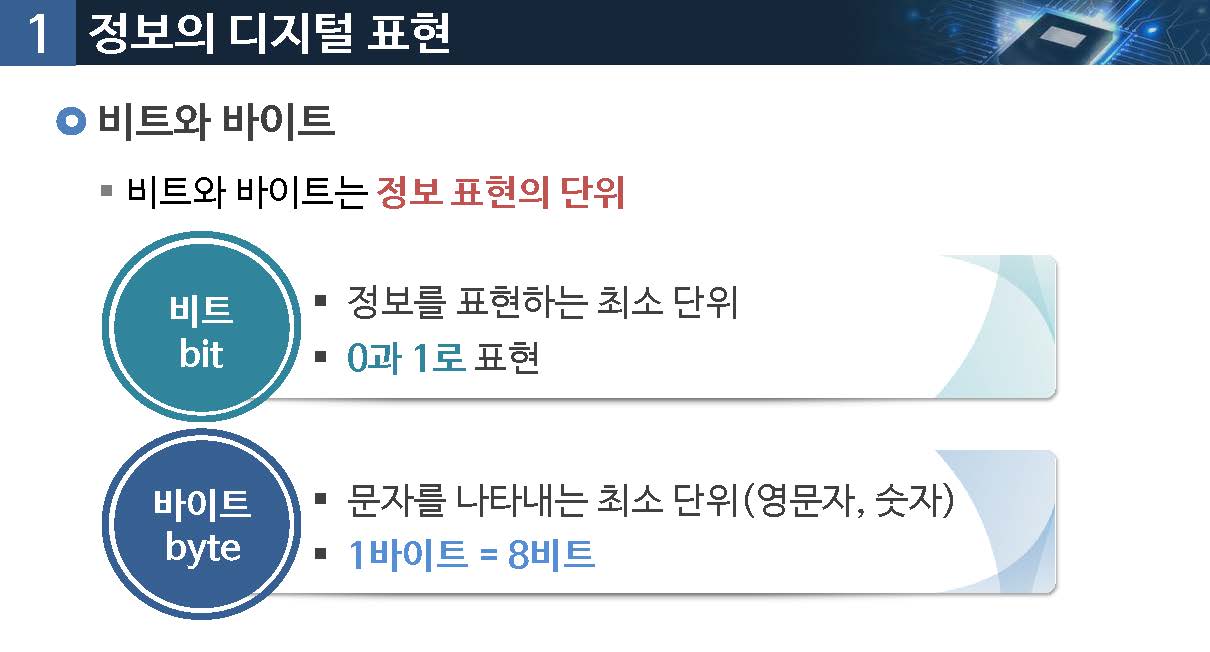 1 정보의 디지털 표현
비트와 바이트
비트와 바이트는 정보 표현의 단위
비트
bit
정보를 표현하는 최소 단위
0과 1로 표현
바이트
byte
문자를 나타내는 최소 단위(영문자, 숫자)
1바이트 = 8비트